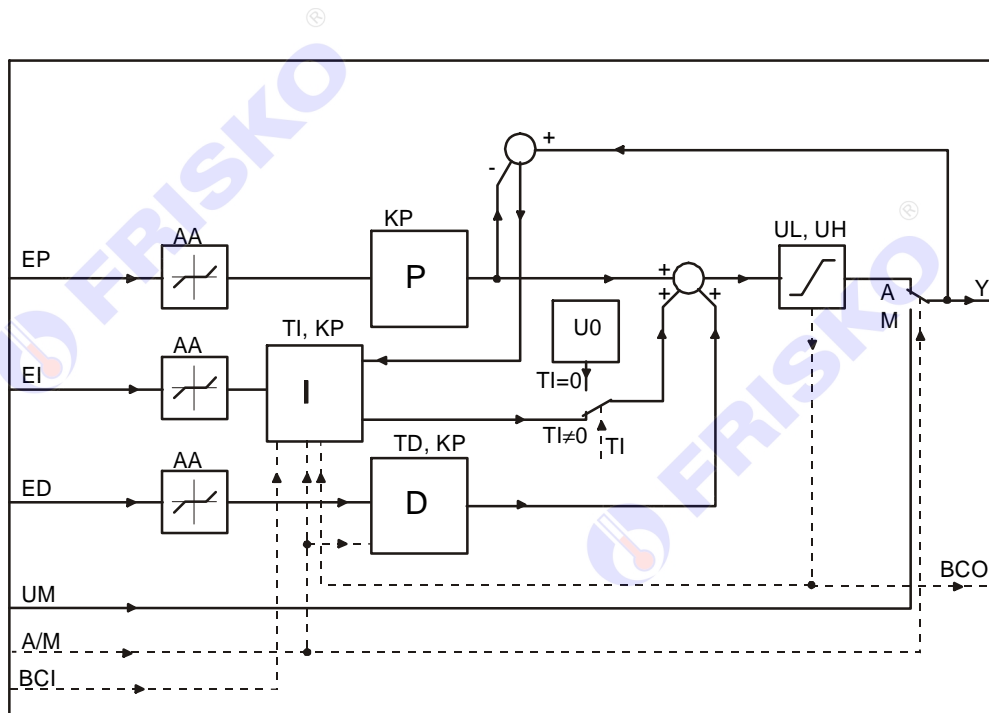 FRISKO ®
FRISKO ®
+
-
KP
AA
UL, UH
EP
P
+
+
+
A
M
Y
U0
TI, KP
AA
EI
I
TI=0
TI≠0
TI
TD, KP
AA
ED
D
BCO
UM
A/M
BCI